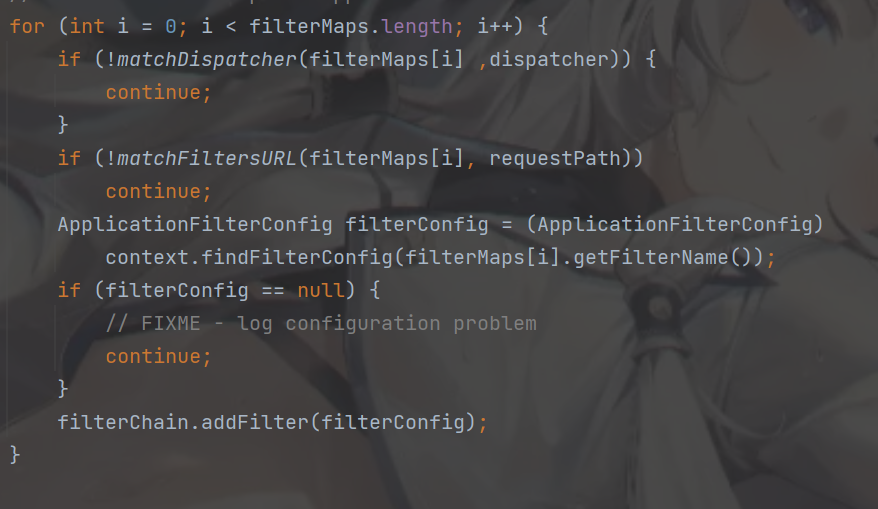 for (int i = 0; i < filterMaps.length; i++) {
if (!matchDispatcher(filterMaps[i] ,dispatcher)) {
continue;
}
if (!matchFiltersURL(filterMaps[i], requestPath))
continue;
ApplicationFilterConfig filterConfig = (ApplicationFilterConfig)
context.findFilterConfig(filterMaps[i].getFilterName());
if (filterConfig == null) {
// FIXME - log configuration problem
continue;
}
filterChain.addFilter(filterConfig);
}